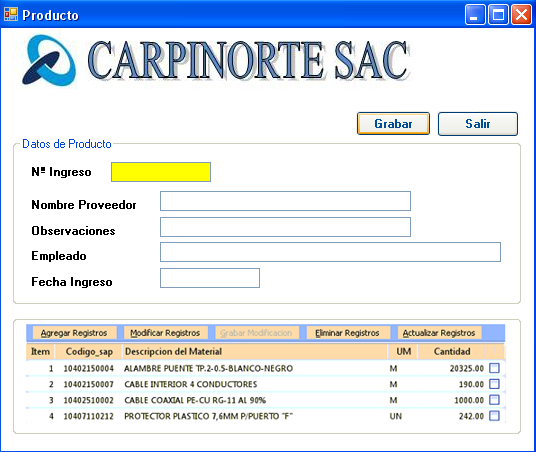 Producto
CARPINORTE SAC
Grabar Salir
Datos de Producto
Nº Ingreso
Nombre Proveedor
Observaciones
Empleado
Fecha Ingreso
Agregar Registros Modificar Registros Grabar Modificacion Eliminar Registros Actualizar Registros
Item Codigo_sap Descripcion del Material UM Cantidad
1 10402150004 ALAMBRE PUENTE TP.2-0.5-BLANCO-NEGRO M 20325.00
2 10402150007 CABLE INTERIOR 4 CONDUCTORES M 190.00
3 10402510002 CABLE COAXIAL PE-CU RG-11 AL 90% M 1000.00
4 10407110212 PROTECTOR PLASTICO 7,6MM P/PUERTO "F" UN 242.00